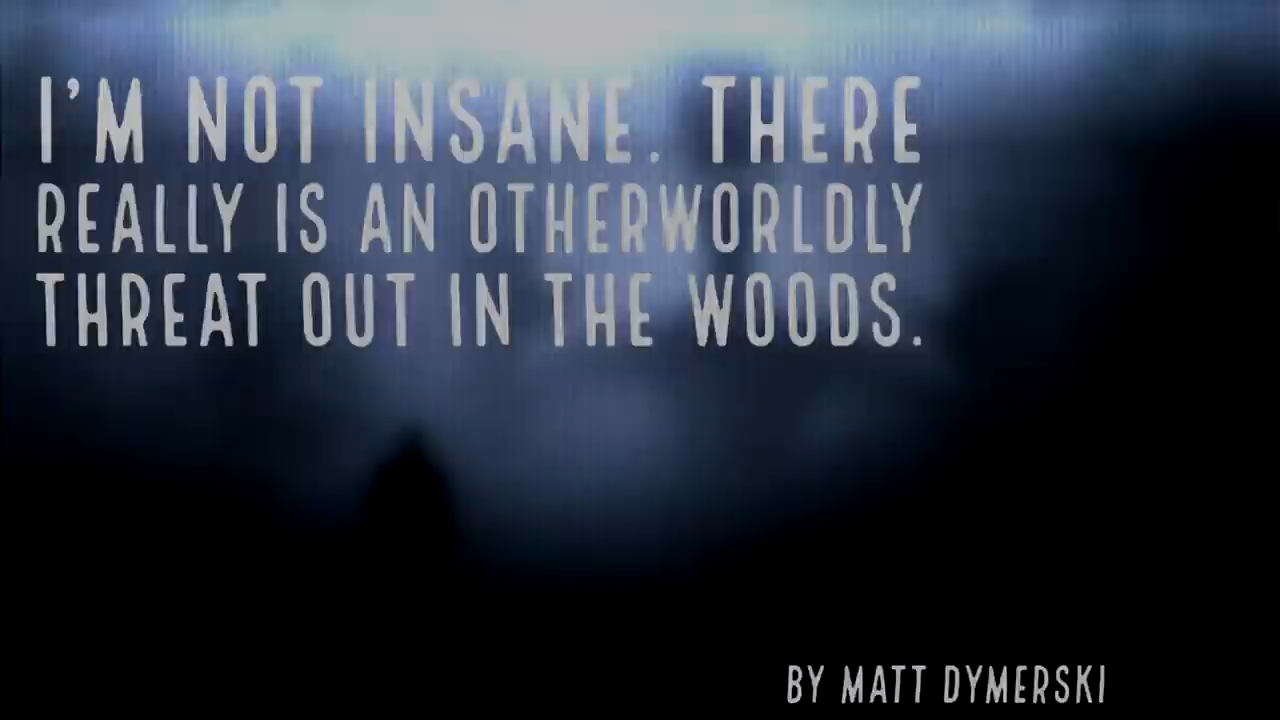 I'M NOT INSANE. THERE
REALLY IS AN OTHERWORLDLY
THREAT OUT IN THE WOODS.
BY MATT DYMERSKI